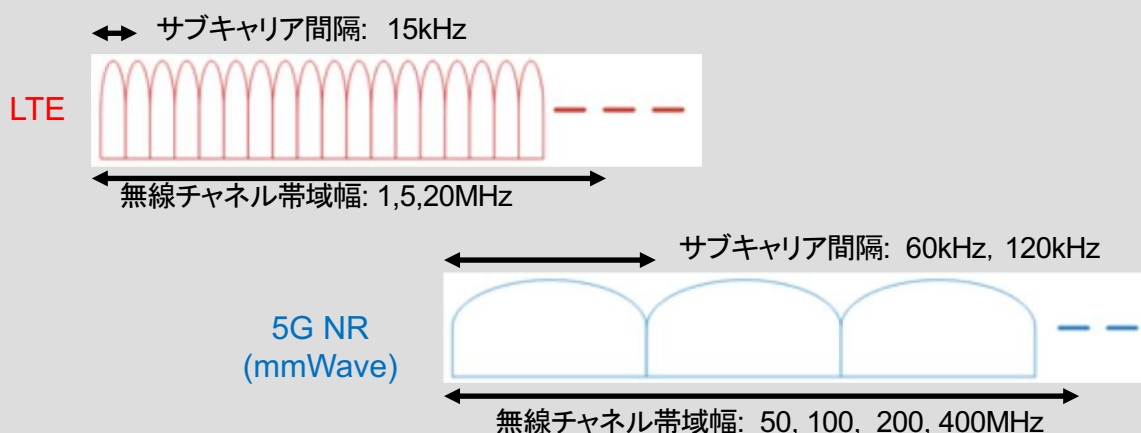 サブキャリア間隔: 15kHz
LTE
無線チャネル帯域幅: 1,5,20MHz
サブキャリア間隔: 60kHz, 120kHz
5G NR
(mmWave)
無線チャネル帯域幅: 50, 100, 200, 400MHz